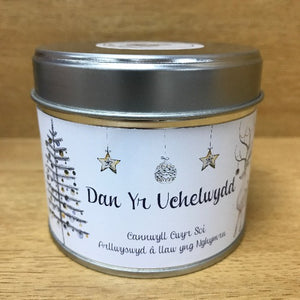 Dan Yr Uchelwydd
Cannwyll Cwyr Soi
Arllwyswyd â llaw yng Nghymru